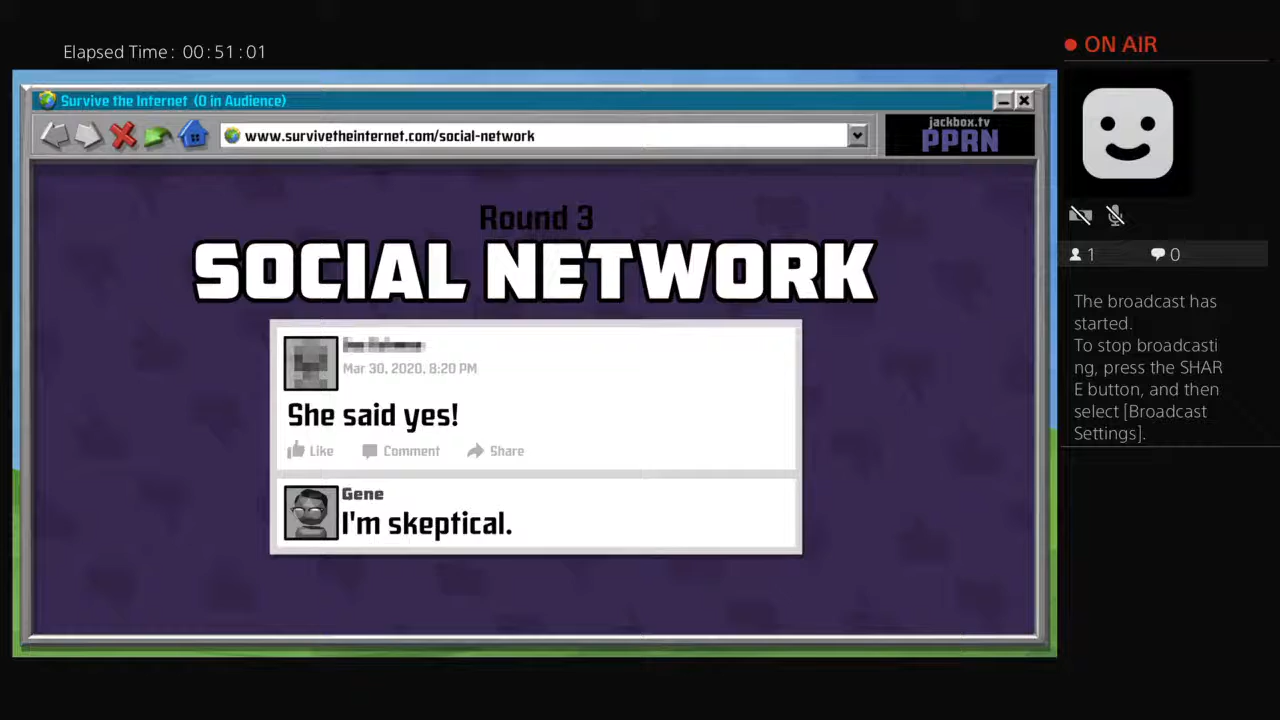 Elapsed Time: 00:51:01
ON AIR
Survive the Internet (0 in Audience)
www.survivetheinternet.com/social-network
jackbox.tv
PPRN
1
0
Round 3
SOCIAL NETWORK
Mar 30, 2020, 8:20 PM
She said yes!
Like
Comment
Share
Gene
I'm skeptical.
The broadcast has
started.
To stop broadcasti
ng, press the SHAR
E button, and then
select [Broadcast
Settings].